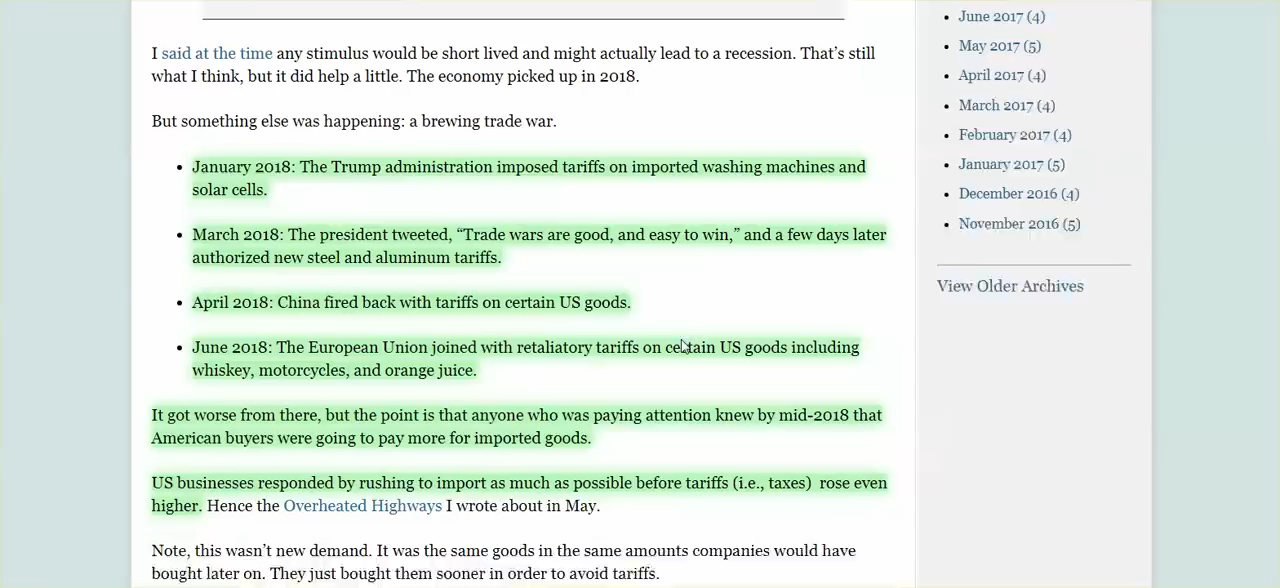 I said at the time any stimulus would be short lived and might actually lead to a recession. That’s still
what I think, but it did help a little. The economy picked up in 2018.
But something else was happening: a brewing trade war.
• January 2018: The Trump administration imposed tariffs on imported washing machines and
solar cells.
• March 2018: The president tweeted, “Trade wars are good, and easy to win,” and a few days later
authorized new steel and aluminum tariffs.
• April 2018: China fired back with tariffs on certain US goods.
• June 2018: The European Union joined with retaliatory tariffs on certain US goods including
whiskey, motorcycles, and orange juice.
It got worse from there, but the point is that anyone who was paying attention knew by mid-2018 that
American buyers were going to pay more for imported goods.
US businesses responded by rushing to import as much as possible before tariffs (i.e., taxes)  rose even
higher. Hence the Overheated Highways I wrote about in May.
Note, this wasn’t new demand. It was the same goods in the same amounts companies would have
bought later on. They just bought them sooner in order to avoid tariffs.
• June 2017 (4)
• May 2017 (5)
• April 2017 (4)
• March 2017 (4)
• February 2017 (4)
• January 2017 (5)
• December 2016 (4)
• November 2016 (5)
View Older Archives